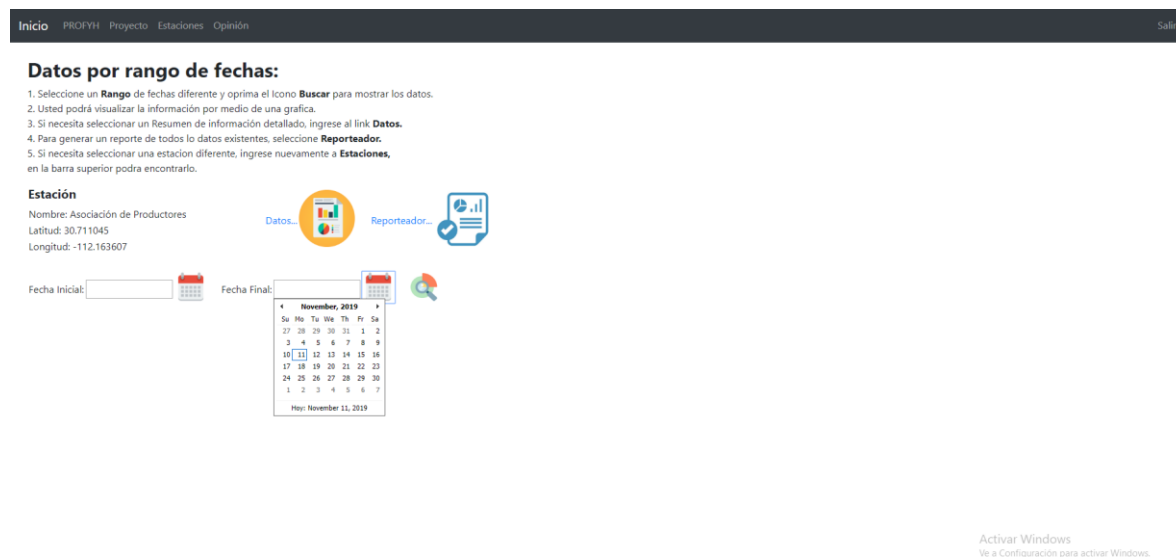 Inicio PROFYH Proyecto Estaciones Opinión Salir
Datos por rango de fechas:
1. Seleccione un Rango de fechas diferente y oprima el Icono Buscar para mostrar los datos.
2. Usted podrá visualizar la información por medio de una grafica.
3. Si necesita seleccionar un Resumen de información detallado, ingrese al link Datos.
4. Para generar un reporte de todos lo datos existentes, seleccione Reporteador.
5. Si necesita seleccionar una estacion diferente, ingrese nuevamente a Estaciones,
en la barra superior podra encontrarlo.
Estación
Nombre: Asociación de Productores
Latitud: 30.711045
Longitud: -112.163607
Datos...
Reporteador...
Fecha Inicial:
Fecha Final:
November, 2019
Su Mo Tu We Th Fr Sa
27 28 29 30 31 1 2
3 4 5 6 7 8 9
10 11 12 13 14 15 16
17 18 19 20 21 22 23
24 25 26 27 28 29 30
1 2 3 4 5 6 7
Hoy: November 11, 2019
Activar Windows
Ve a Configuración para activar Windows.